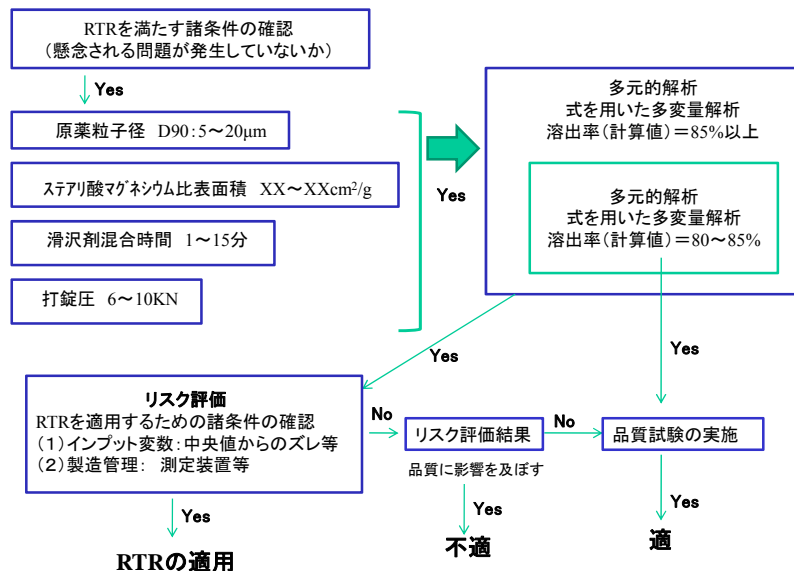 RTRを満たす諸条件の確認
（懸念される問題が発生していないか）
Yes
原薬粒子径 D90：5～20μm
ステアリ酸マグネシウム比表面積 XX～XXcm²/g
滑沢剤混合時間 1～15分
打錠圧 6～10KN
Yes
多元的解析
式を用いた多変量解析
溶出率（計算値）＝85%以上
多元的解析
式を用いた多変量解析
溶出率（計算値）＝80～85%
Yes
Yes
リスク評価
RTRを適用するための諸条件の確認
（1）インプット変数：中央値からのズレ等
（2）製造管理： 測定装置等
No
リスク評価結果
No
品質試験の実施
品質に影響を及ぼす
Yes
Yes
Yes
RTRの適用
不適
適